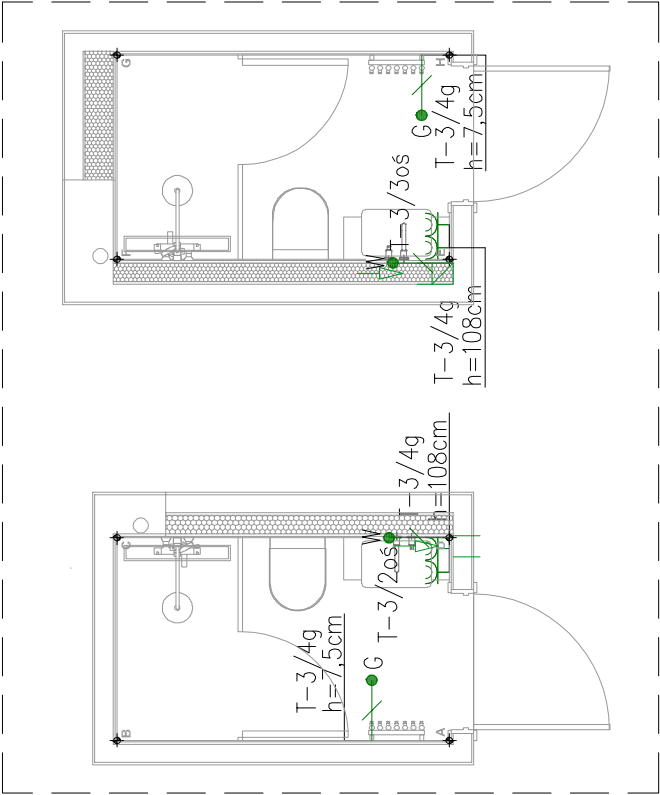 G
H
G
T-3/4g
h=7,5cm
T-3/3oś
T-3/4g
h=108cm
T-3/4g
h=108cm
C
T-3/2oś
T-3/4g
h=7,5cm
G
B
A